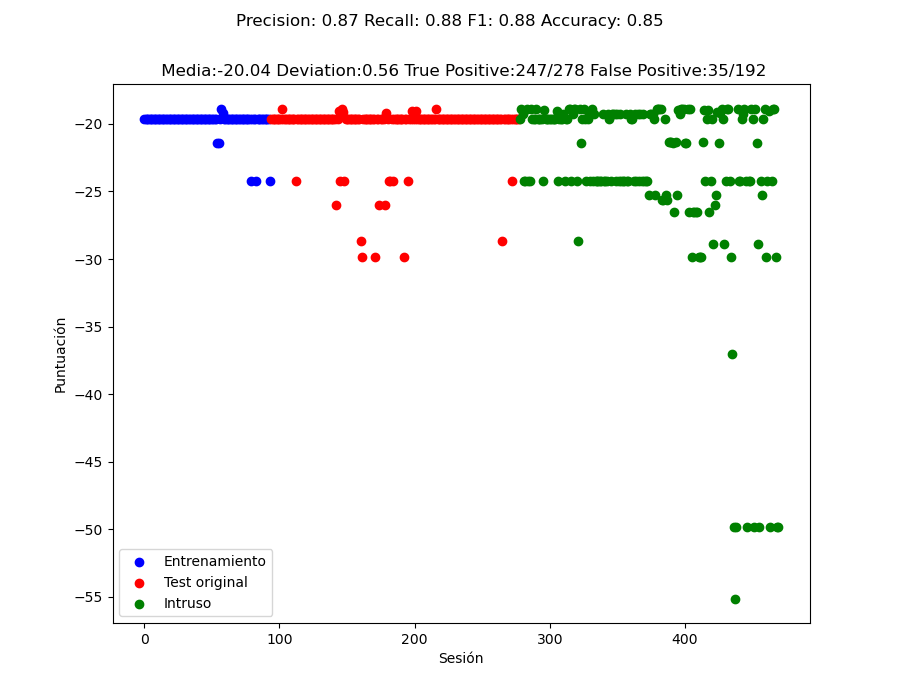 Precision: 0.87 Recall: 0.88 F1: 0.88 Accuracy: 0.85
Media:-20.04 Deviation:0.56 True Positive:247/278 False Positive:35/192
−20
−25
−30
−35
−40
−45
−50
−55
Puntuación
Entrenamiento
Test original
Intruso
0 100 200 300 400
Sesión